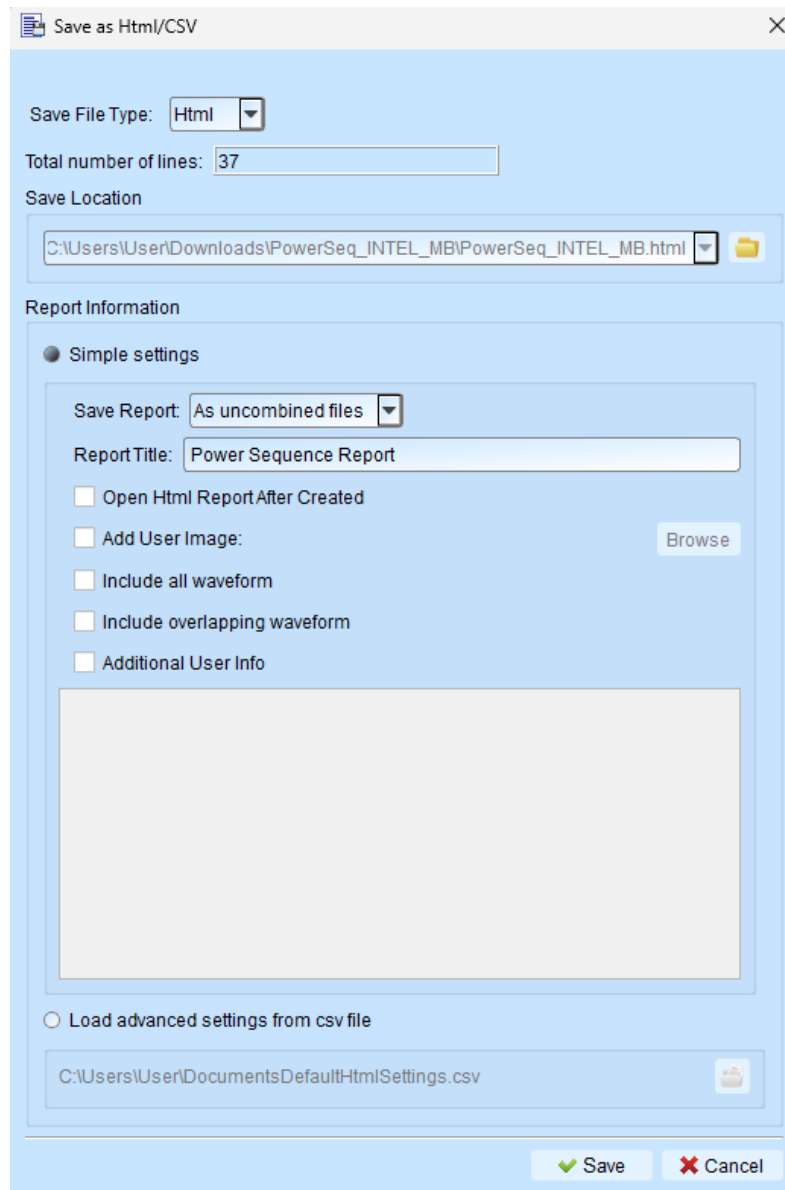 Save as Html/CSV
Save File Type: Html
Total number of lines: 37
Save Location
C:\Users\User\Downloads\PowerSeq_INTEL_MB\PowerSeq_INTEL_MB.html
Report Information
Simple settings
Save Report: As uncombined files
Report Title: Power Sequence Report
Open Html Report After Created
Add User Image: Browse
Include all waveform
Include overlapping waveform
Additional User Info
Load advanced settings from csv file
C:\Users\User\DocumentsDefaultHtmlSettings.csv
Save Cancel